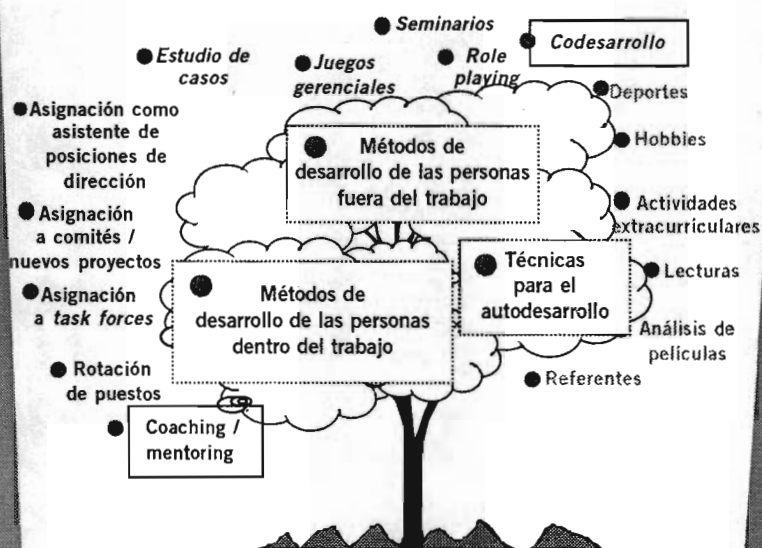 Seminarios
Codesarrollo
Estudio de
casos
Juegos
gerenciales
Role
playing
Deportes
Asignación como
asistente de
posiciones de
dirección
Métodos de
desarrollo de las personas
fuera del trabajo
Hobbies
Actividades
extracurriculares
Asignación
a comités /
nuevos proyectos
Técnicas
para el
autodesarrollo
Lecturas
Asignación
a task forces
Métodos de
desarrollo de las personas
dentro del trabajo
Análisis de
películas
Rotación
de puestos
Referentes
Coaching /
mentoring